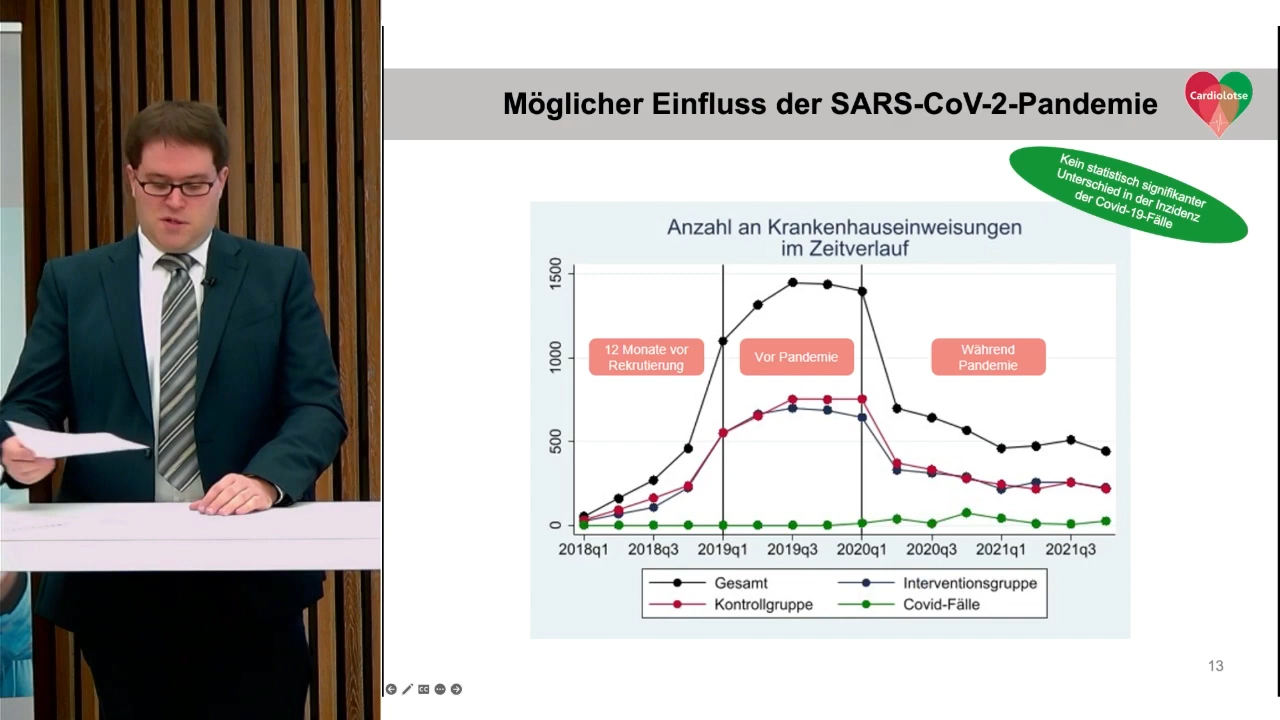 Möglicher Einfluss der SARS-CoV-2-Pandemie
Cardiolotse
Kein statistisch signifikanter
Unterschied in der Inzidenz
der Covid-19-Fälle
Anzahl an Krankenhauseinweisungen
im Zeitverlauf
1500
1000
500
0
12 Monate vor
Rekrutierung
Vor Pandemie
Während
Pandemie
2018q1 2018q3 2019q1 2019q3 2020q1 2020q3 2021q1 2021q3
Gesamt Interventionsgruppe
Kontrollgruppe Covid-Fälle
13
CC